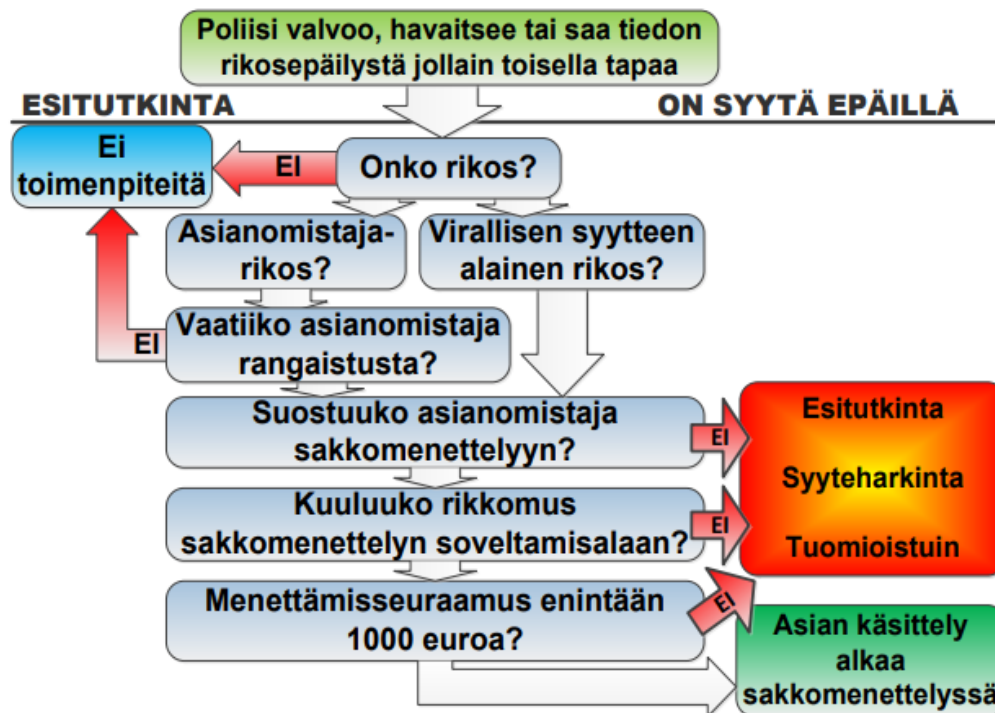 Poliisi valvoo, havaitsee tai saa tiedon
rikosepäilystä jollain toisella tapaa
ESITUTKINTA
ON SYYTÄ EPÄILLÄ
Ei
toimenpiteitä
EI
Onko rikos?
Asianomistaja-
rikos?
Virallisen syytteen
alainen rikos?
EI
Vaatiiko asianomistaja
rangaistusta?
Suostuuko asianomistaja
sakkomenettelyyn?
EI
Kuuluuko rikkomus
sakkomenettelyn soveltamisalaan?
EI
Esitutkinta
Syyteharkinta
Tuomioistuin
Menettämisseuraamus enintään
1000 euroa?
EI
Asian käsittely
alkaa
sakkomenettelyssä